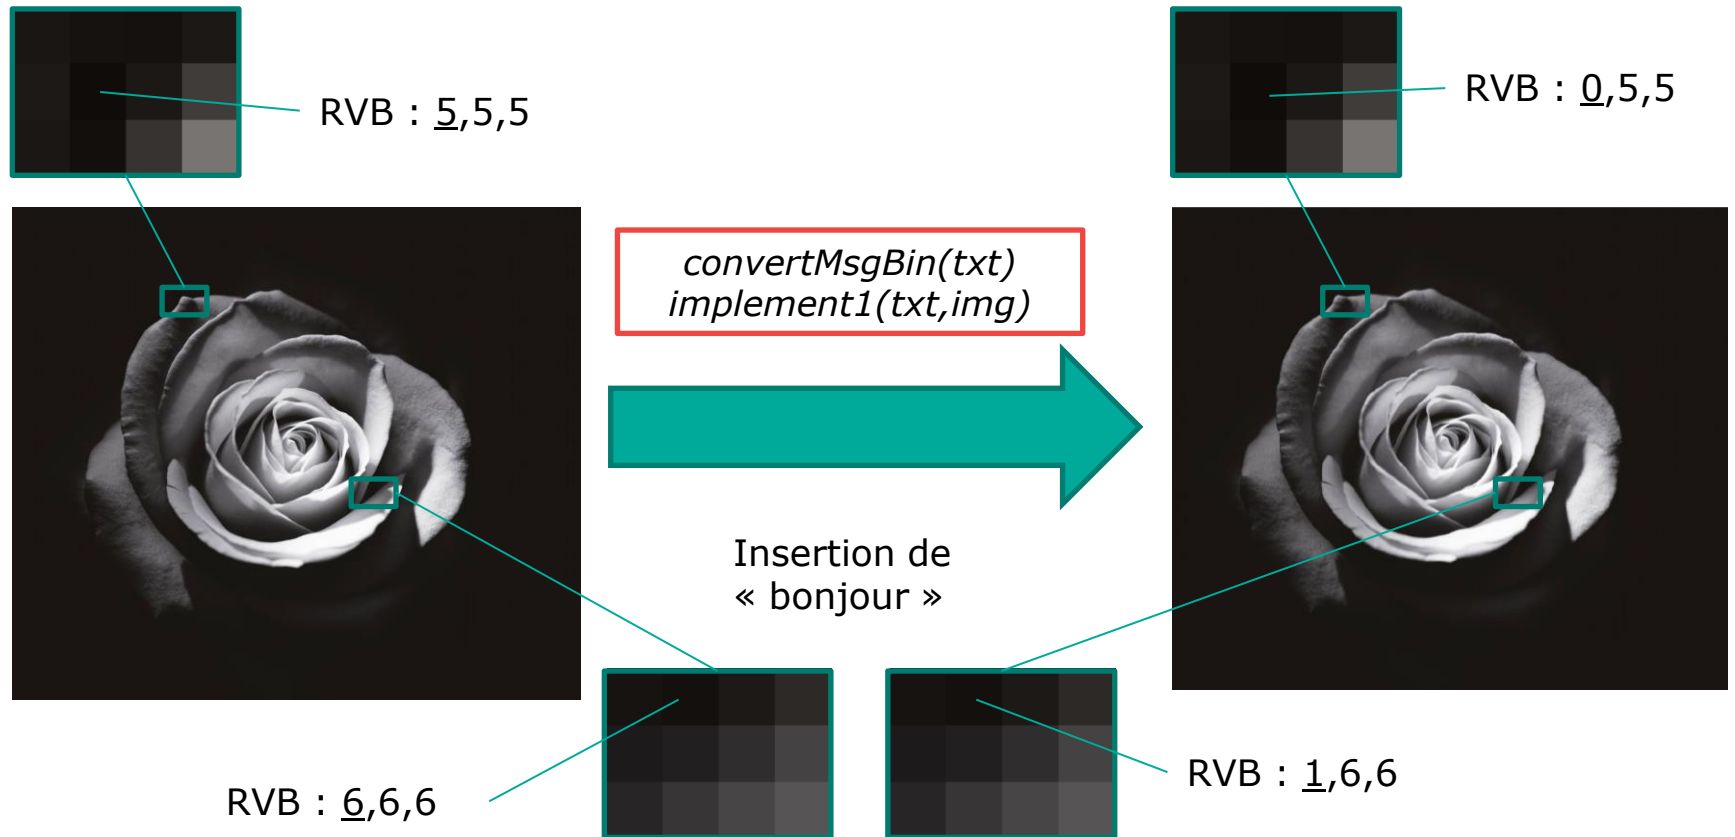 RVB : 5,5,5
RVB : 0,5,5
convertMsgBin(txt)
implement1(txt,img)
Insertion de
« bonjour »
RVB : 6,6,6
RVB : 1,6,6